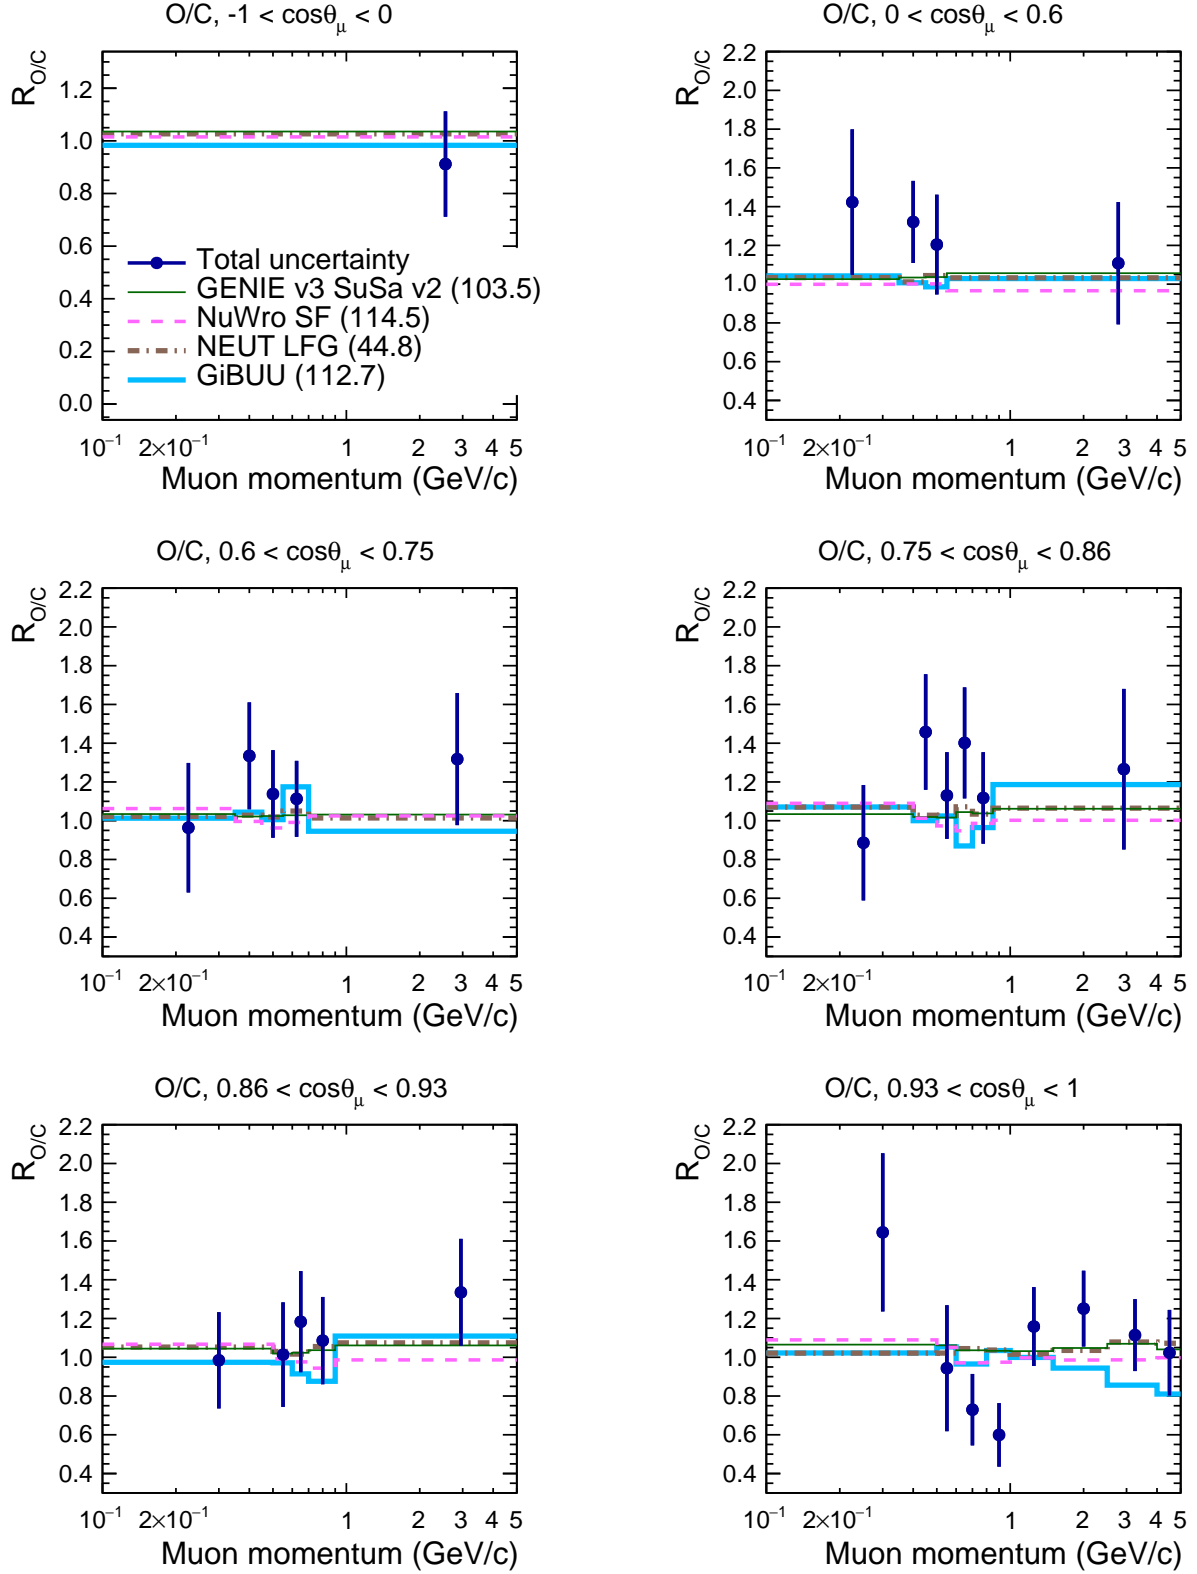 O/C, -1 < cosθμ < 0
R O/C
1.2
1.0
0.8
0.6
0.4
0.2
0.0
Total uncertainty
GENIE v3 SuSa v2 (103.5)
NuWro SF (114.5)
NEUT LFG (44.8)
GiBUU (112.7)
10⁻¹ 2×10⁻¹ 1 2 3 4 5
Muon momentum (GeV/c)
O/C, 0 < cosθμ < 0.6
R O/C
2.2
2.0
1.8
1.6
1.4
1.2
1.0
0.8
0.6
0.4
10⁻¹ 2×10⁻¹ 1 2 3 4 5
Muon momentum (GeV/c)
O/C, 0.6 < cosθμ < 0.75
R O/C
2.2
2.0
1.8
1.6
1.4
1.2
1.0
0.8
0.6
0.4
10⁻¹ 2×10⁻¹ 1 2 3 4 5
Muon momentum (GeV/c)
O/C, 0.75 < cosθμ < 0.86
R O/C
2.2
2.0
1.8
1.6
1.4
1.2
1.0
0.8
0.6
0.4
10⁻¹ 2×10⁻¹ 1 2 3 4 5
Muon momentum (GeV/c)
O/C, 0.86 < cosθμ < 0.93
R O/C
2.2
2.0
1.8
1.6
1.4
1.2
1.0
0.8
0.6
0.4
10⁻¹ 2×10⁻¹ 1 2 3 4 5
Muon momentum (GeV/c)
O/C, 0.93 < cosθμ < 1
R O/C
2.2
2.0
1.8
1.6
1.4
1.2
1.0
0.8
0.6
0.4
10⁻¹ 2×10⁻¹ 1 2 3 4 5
Muon momentum (GeV/c)